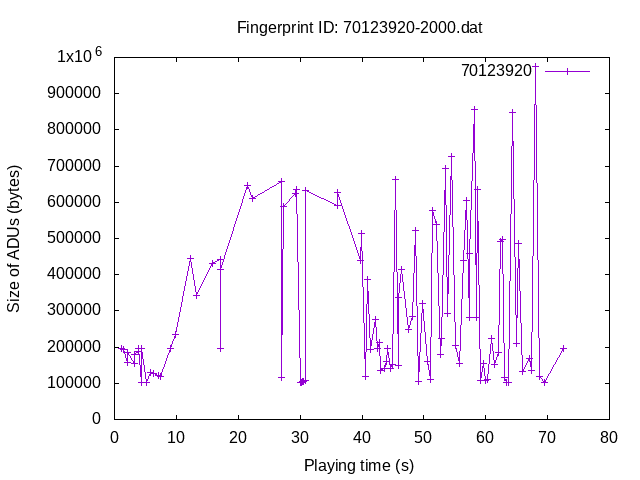 Fingerprint ID: 70123920-2000.dat
1x10^6
70123920
900000
800000
700000
600000
500000
400000
300000
200000
100000
0
0 10 20 30 40 50 60 70 80
Size of ADUs (bytes)
Playing time (s)